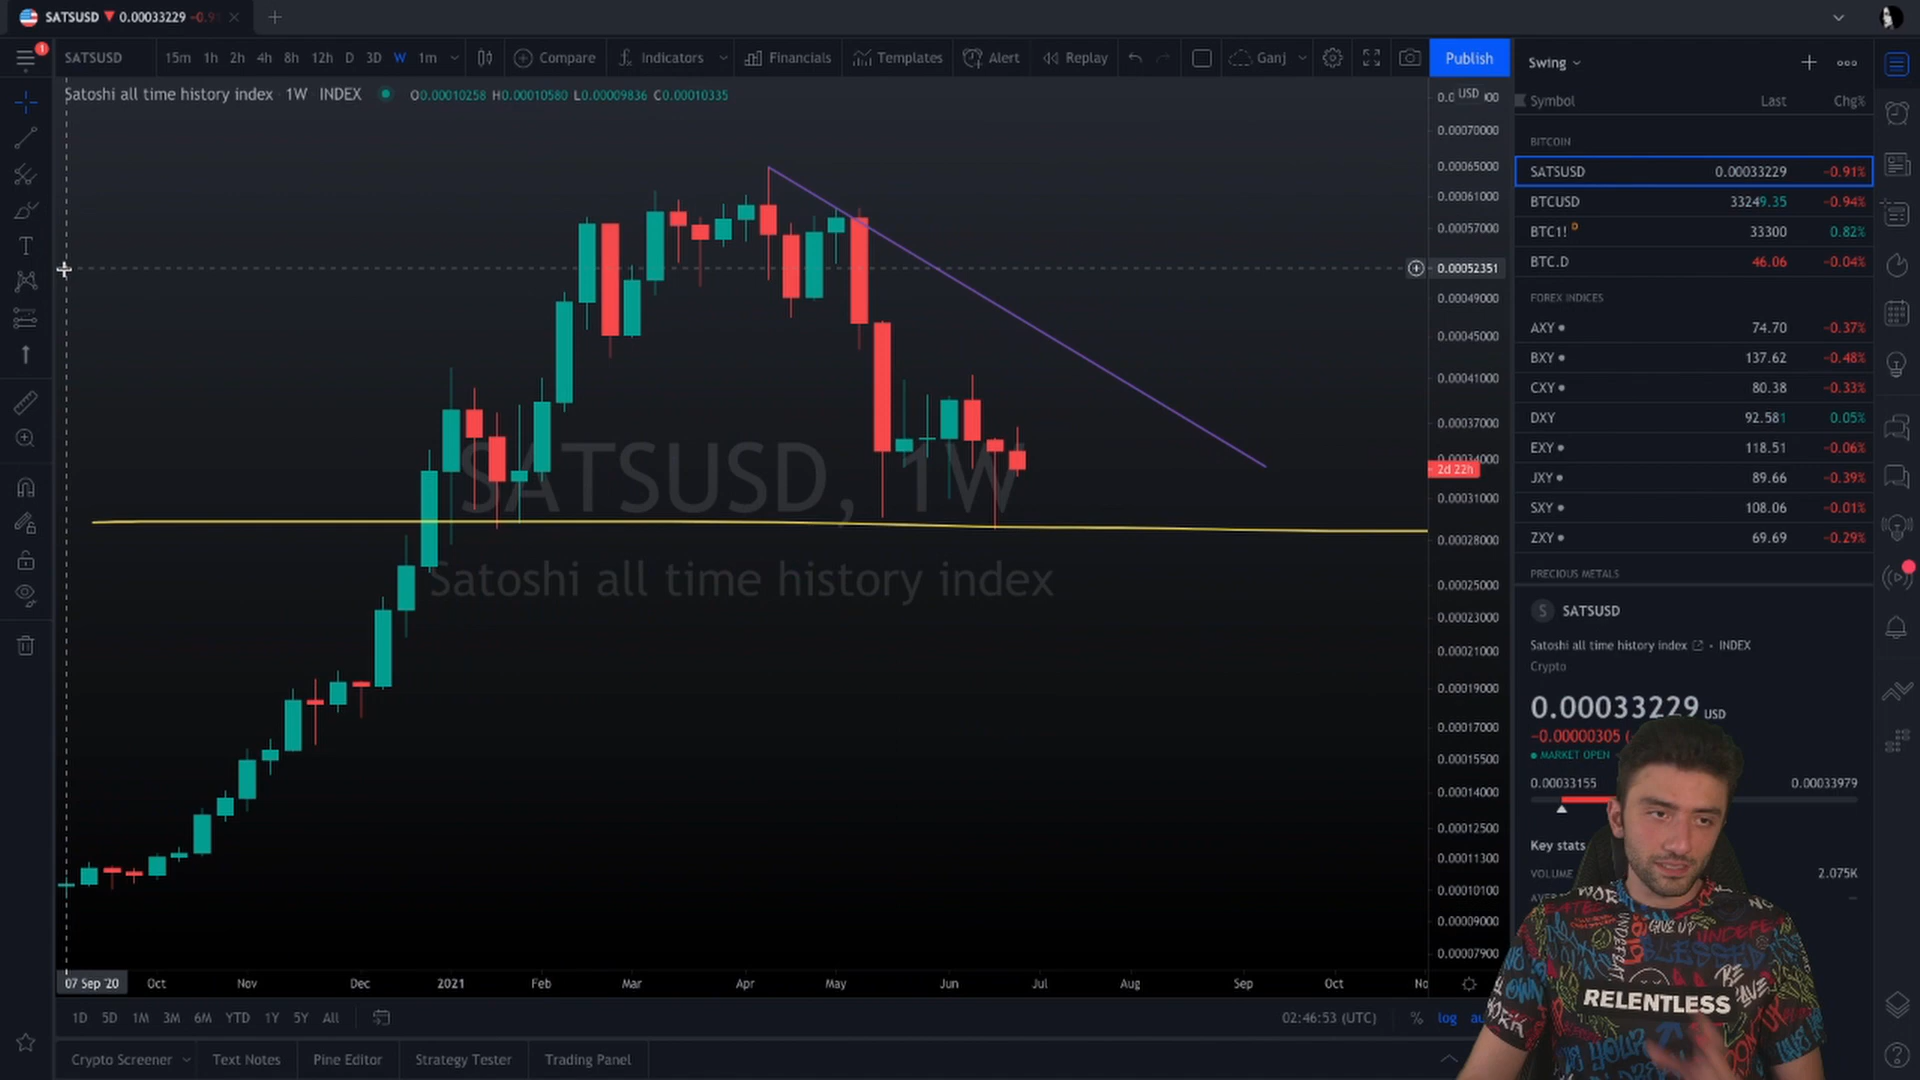 SATSUSD ▼ 0.00033229 -0.91
SATSUSD 15m 1h 2h 4h 8h 12h D 3D W 1m Compare Indicators Financials Templates Alert Replay Ganj Publish
1
Satoshi all time history index · 1W INDEX O0.00010258 H0.00010580 L0.00009836 C0.00010335
USD
0.00070000
0.00065000
0.00061000
0.00057000
0.00052351
0.00049000
0.00045000
0.00041000
0.00037000
0.00034000
2d 22h
0.00031000
0.00028000
0.00025000
0.00023000
0.00021000
0.00019000
0.00017000
0.00015500
0.00014000
0.00012500
0.00011300
0.00010100
0.00009000
0.00007900
SATSUSD, 1W
Satoshi all time history index
07 Sep '20 Oct Nov Dec 2021 Feb Mar Apr May Jun Jul Aug Sep Oct No
1D 5D 1M 3M 6M YTD 1Y 5Y All 02:46:53 (UTC) % log au
Crypto Screener Text Notes Pine Editor Strategy Tester Trading Panel
Swing
Symbol Last Chg%
BITCOIN
SATSUSD 0.00033229 -0.91%
BTCUSD 33249.35 -0.94%
BTC1! D 33300 0.82%
BTC.D 46.06 -0.04%
FOREX INDICES
AXY 74.70 -0.37%
BXY 137.62 -0.48%
CXY 80.38 -0.33%
DXY 92.581 0.05%
EXY 118.51 -0.06%
JXY 89.66 -0.39%
SXY 108.06 -0.01%
ZXY 69.69 -0.29%
PRECIOUS METALS
S SATSUSD
Satoshi all time history index · INDEX
Crypto
0.00033229 USD
-0.00000305 (
MARKET OPEN
0.00033155 0.00033979
Key stats
VOLUME 2.075K
GIVE UP
BLESSED
RELENTLESS